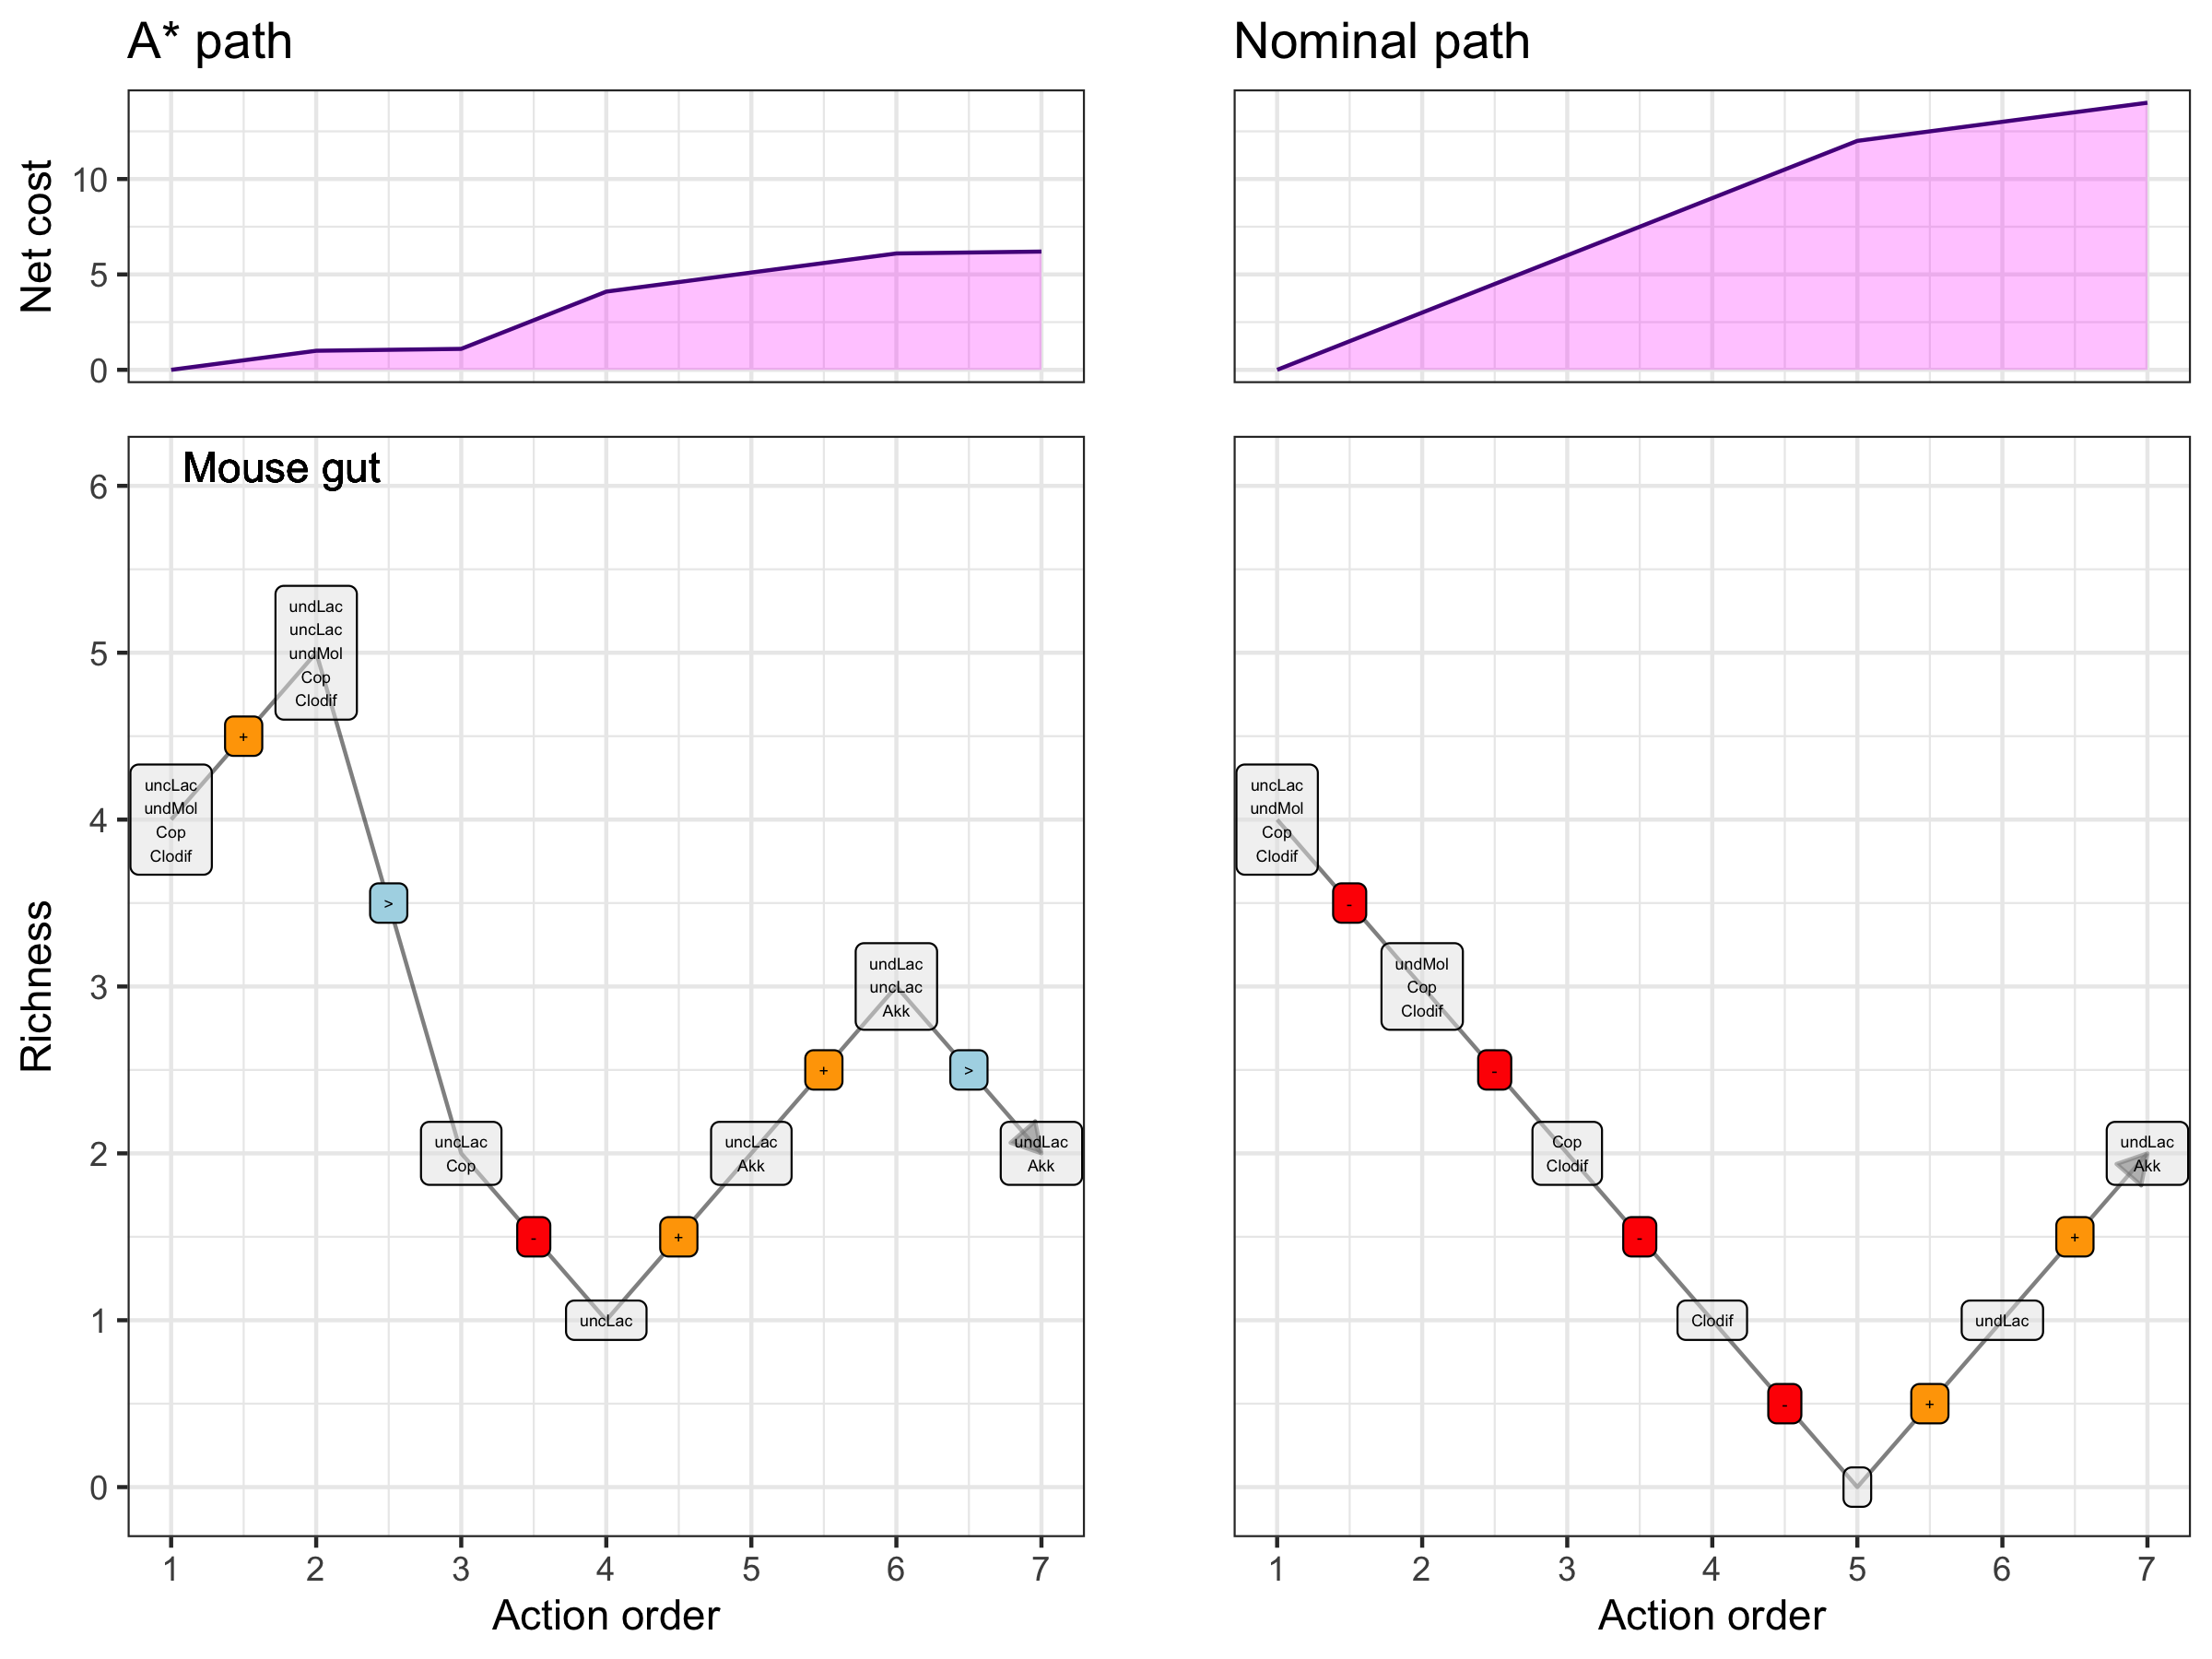 A* path
Nominal path
Net cost
10
5
0
Mouse gut
Richness
6
5
4
3
2
1
0
uncLac
undMol
Cop
Clodif
+
undLac
uncLac
undMol
Cop
Clodif
>
uncLac
Cop
-
uncLac
+
uncLac
Akk
+
undLac
uncLac
Akk
>
undLac
Akk
1 2 3 4 5 6 7
Action order
uncLac
undMol
Cop
Clodif
-
undMol
Cop
Clodif
-
Cop
Clodif
-
Clodif
-
+
undLac
+
undLac
Akk
1 2 3 4 5 6 7
Action order